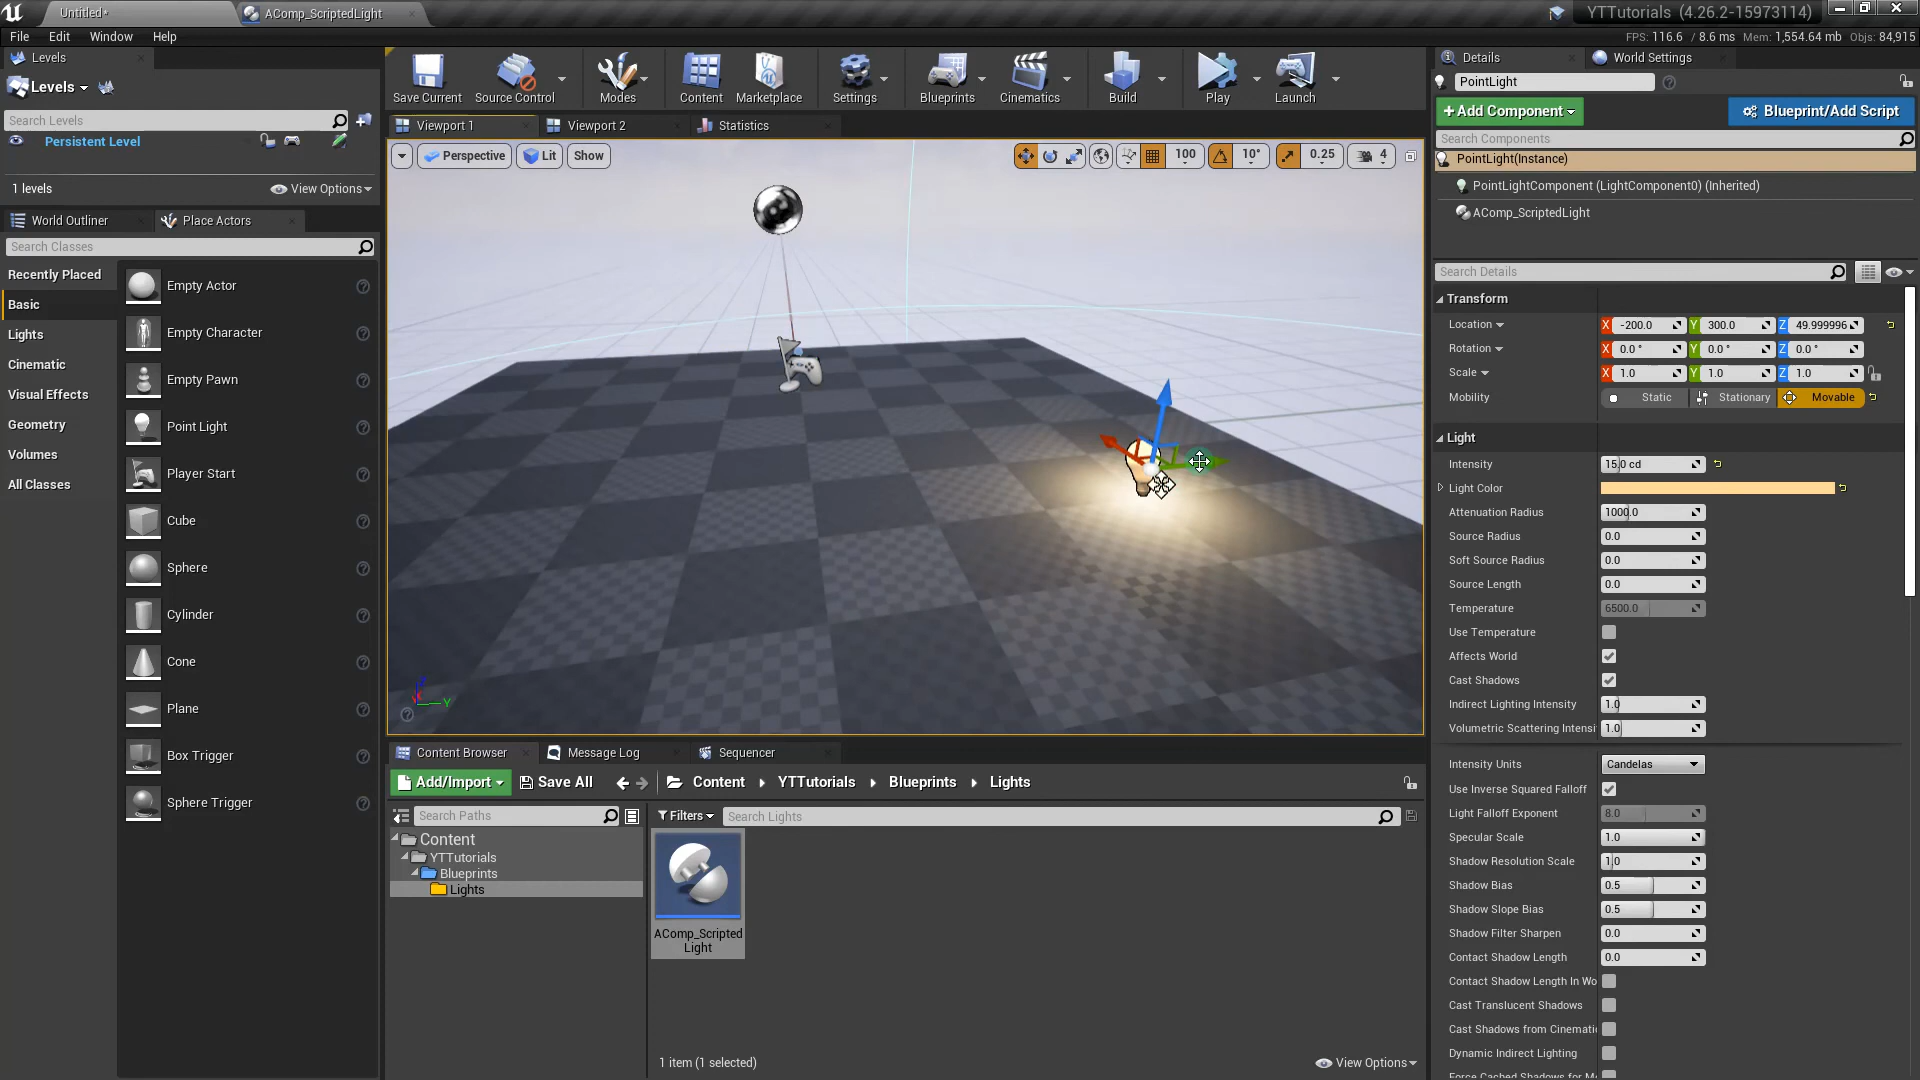 Untitled*
AComp_ScriptedLight
YTTutorials (4.26.2-15973114)
File
Edit
Window
Help
FPS: 116.6 / 8.6 ms Mem: 1,554.64 mb Objs: 84,915
Levels
Levels
Search Levels
Persistent Level
1 levels
View Options
World Outliner
Place Actors
Search Classes
Recently Placed
Basic
Lights
Cinematic
Visual Effects
Geometry
Volumes
All Classes
Empty Actor
Empty Character
Empty Pawn
Point Light
Player Start
Cube
Sphere
Cylinder
Cone
Plane
Box Trigger
Sphere Trigger
Save Current
Source Control
Modes
Content
Marketplace
Settings
Blueprints
Cinematics
Build
Play
Launch
Viewport 1
Viewport 2
Statistics
Perspective
Lit
Show
100
10°
0.25
4
Y
Content Browser
Message Log
Sequencer
Add/Import
Save All
Content
YTTutorials
Blueprints
Lights
Search Paths
Filters
Search Lights
Content
YTTutorials
Blueprints
Lights
AComp_Scripted
Light
1 item (1 selected)
View Options
Details
World Settings
PointLight
+Add Component
Blueprint/Add Script
Search Components
PointLight(Instance)
PointLightComponent (LightComponent0) (Inherited)
AComp_ScriptedLight
Search Details
Transform
Location X -200.0 Y 300.0 Z 49.999996
Rotation X 0.0 ° Y 0.0 ° Z 0.0 °
Scale X 1.0 Y 1.0 Z 1.0
Mobility Static Stationary Movable
Light
Intensity 15.0 cd
Light Color
Attenuation Radius 1000.0
Source Radius 0.0
Soft Source Radius 0.0
Source Length 0.0
Temperature 6500.0
Use Temperature
Affects World
Cast Shadows
Indirect Lighting Intensity 1.0
Volumetric Scattering Intensi 1.0
Intensity Units Candelas
Use Inverse Squared Falloff
Light Falloff Exponent 8.0
Specular Scale 1.0
Shadow Resolution Scale 1.0
Shadow Bias 0.5
Shadow Slope Bias 0.5
Shadow Filter Sharpen 0.0
Contact Shadow Length 0.0
Contact Shadow Length In Wo
Cast Translucent Shadows
Cast Shadows from Cinemati
Dynamic Indirect Lighting
Force Cached Shadows for M